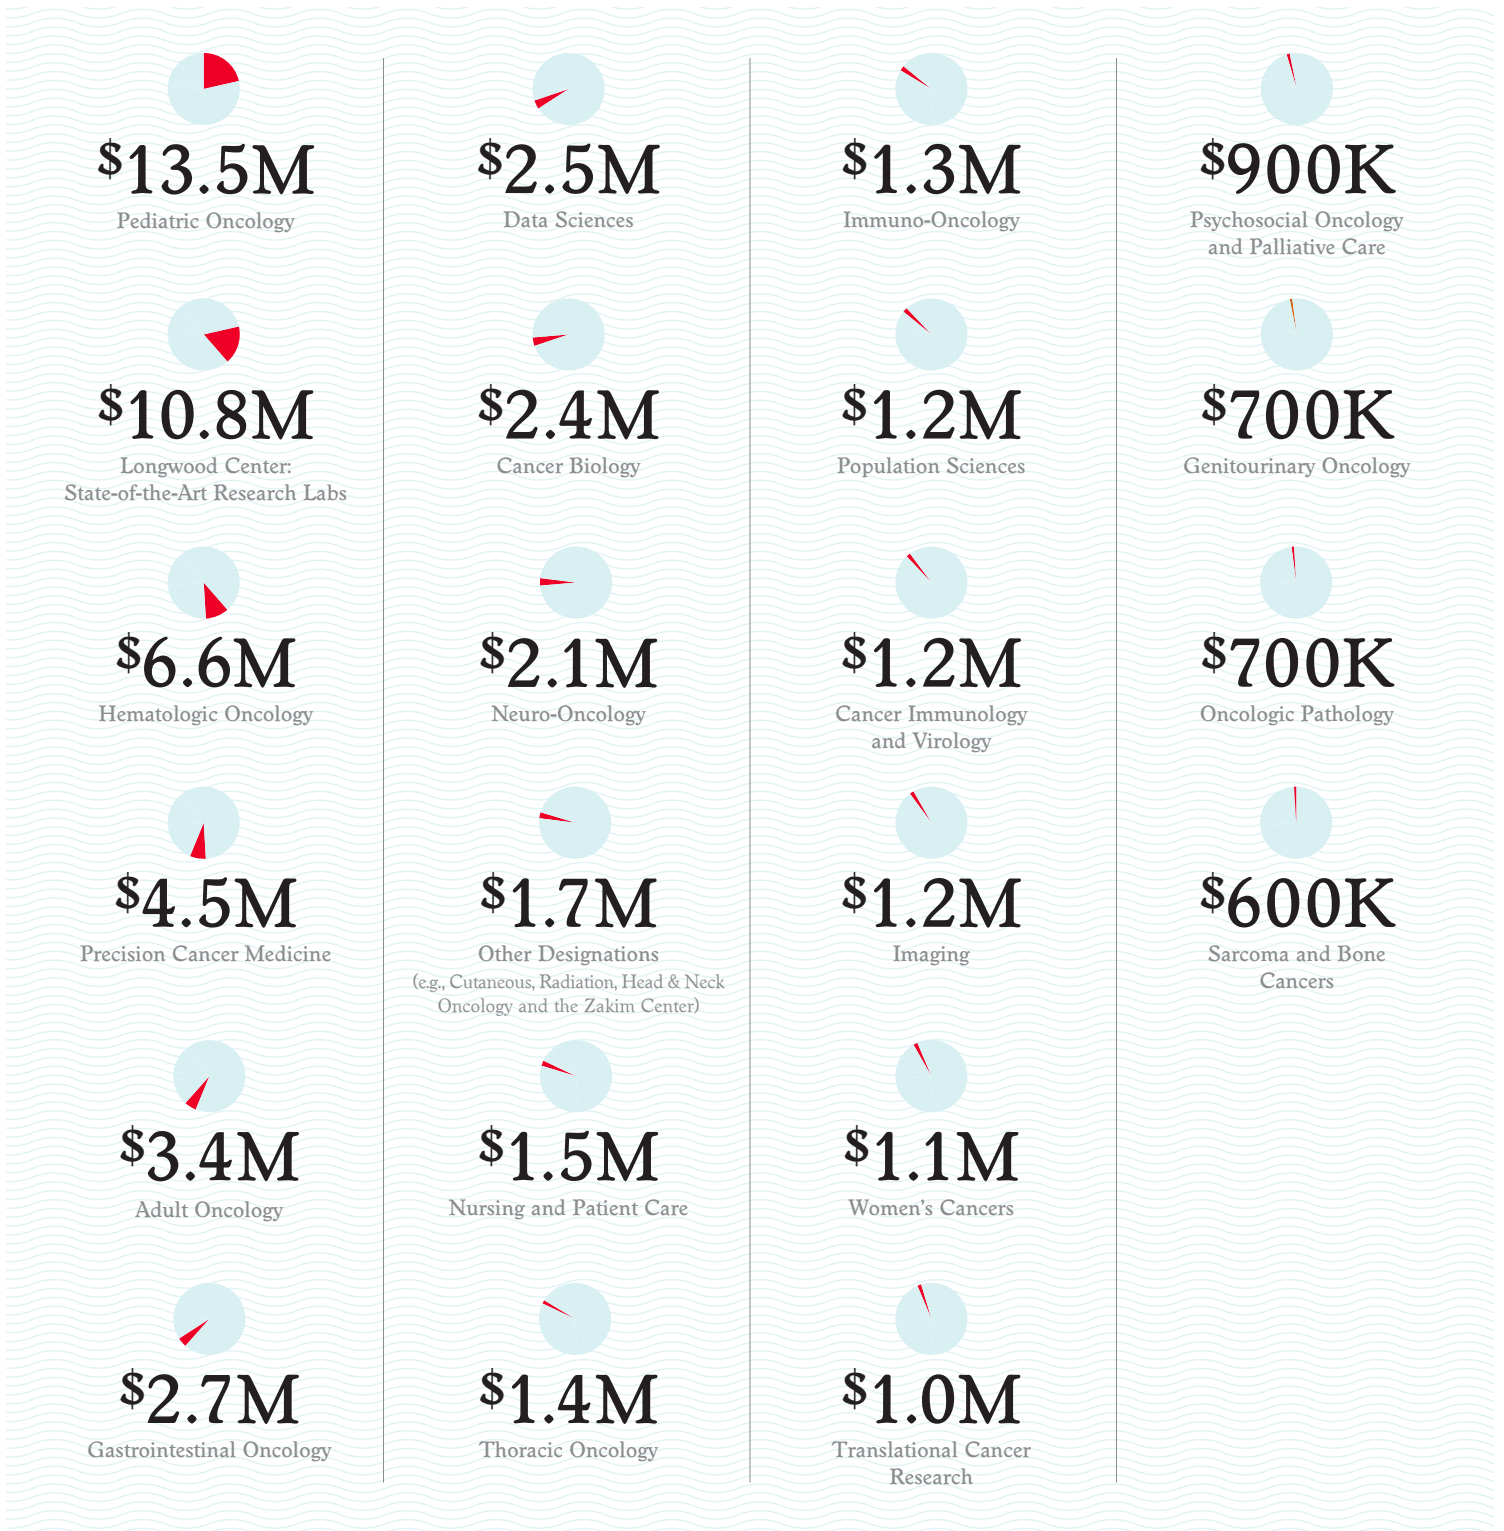 $13.5M
Pediatric Oncology
$10.8M
Longwood Center:
State-of-the-Art Research Labs
$6.6M
Hematologic Oncology
$4.5M
Precision Cancer Medicine
$3.4M
Adult Oncology
$2.7M
Gastrointestinal Oncology
$2.5M
Data Sciences
$2.4M
Cancer Biology
$2.1M
Neuro-Oncology
$1.7M
Other Designations
(e.g., Cutaneous, Radiation, Head & Neck
Oncology and the Zakim Center)
$1.5M
Nursing and Patient Care
$1.4M
Thoracic Oncology
$1.3M
Immuno-Oncology
$1.2M
Population Sciences
$1.2M
Cancer Immunology
and Virology
$1.2M
Imaging
$1.1M
Women’s Cancers
$1.0M
Translational Cancer
Research
$900K
Psychosocial Oncology
and Palliative Care
$700K
Genitourinary Oncology
$700K
Oncologic Pathology
$600K
Sarcoma and Bone
Cancers